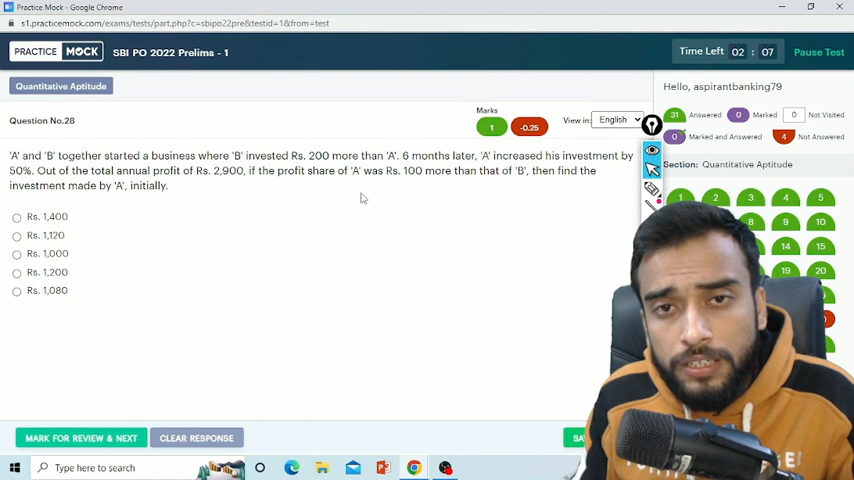 Practice Mock - Google Chrome
s1.practicemock.com/exams/tests/part.php?c=sbipo22pre&testid=1&from=test
PRACTICE MOCK SBI PO 2022 Prelims - 1 Time Left 02 : 07 Pause Test
Quantitative Aptitude Hello, aspirantbanking79
Question No.28 Marks 1 -0.25 View in: English
31 Answered 0 Marked Not Visited
0 Marked and Answered 4 Not Answered
Section: Quantitative Aptitude
'A' and 'B' together started a business where 'B' invested Rs. 200 more than 'A'. 6 months later, 'A' increased his investment by
50%. Out of the total annual profit of Rs. 2,900, if the profit share of 'A' was Rs. 100 more than that of 'B', then find the
investment made by 'A', initially.
Rs. 1,400
Rs. 1,120
Rs. 1,000
Rs. 1,200
Rs. 1,080
1 2 3 4 5
8 9 10
14 15
19 20
MARK FOR REVIEW & NEXT CLEAR RESPONSE
Type here to search